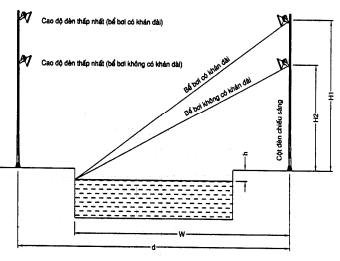 Cao độ đèn thấp nhất (bể bơi có khán đài)
Cao độ đèn thấp nhất (bể bơi không có khán đài)
Bể bơi có khán đài
Bể bơi không có khán đài
Cột đèn chiếu sáng
H1
H2
h
W
d